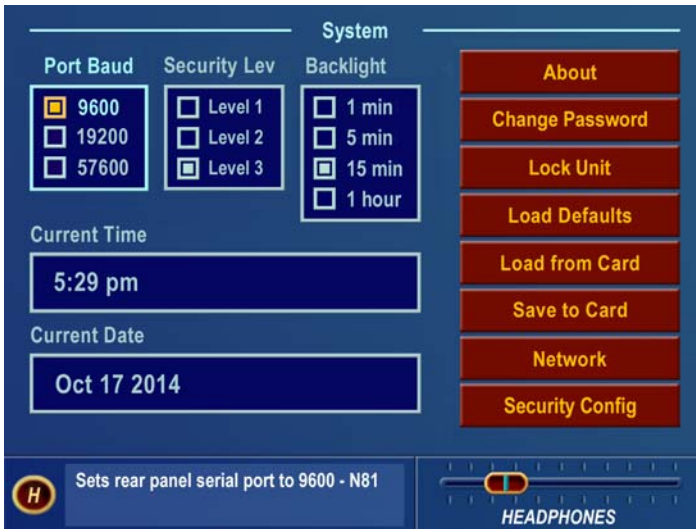 System
Port Baud
9600
19200
57600
Security Lev
Level 1
Level 2
Level 3
Backlight
1 min
5 min
15 min
1 hour
Current Time
5:29 pm
Current Date
Oct 17 2014
About
Change Password
Lock Unit
Load Defaults
Load from Card
Save to Card
Network
Security Config
H
Sets rear panel serial port to 9600 - N81
HEADPHONES